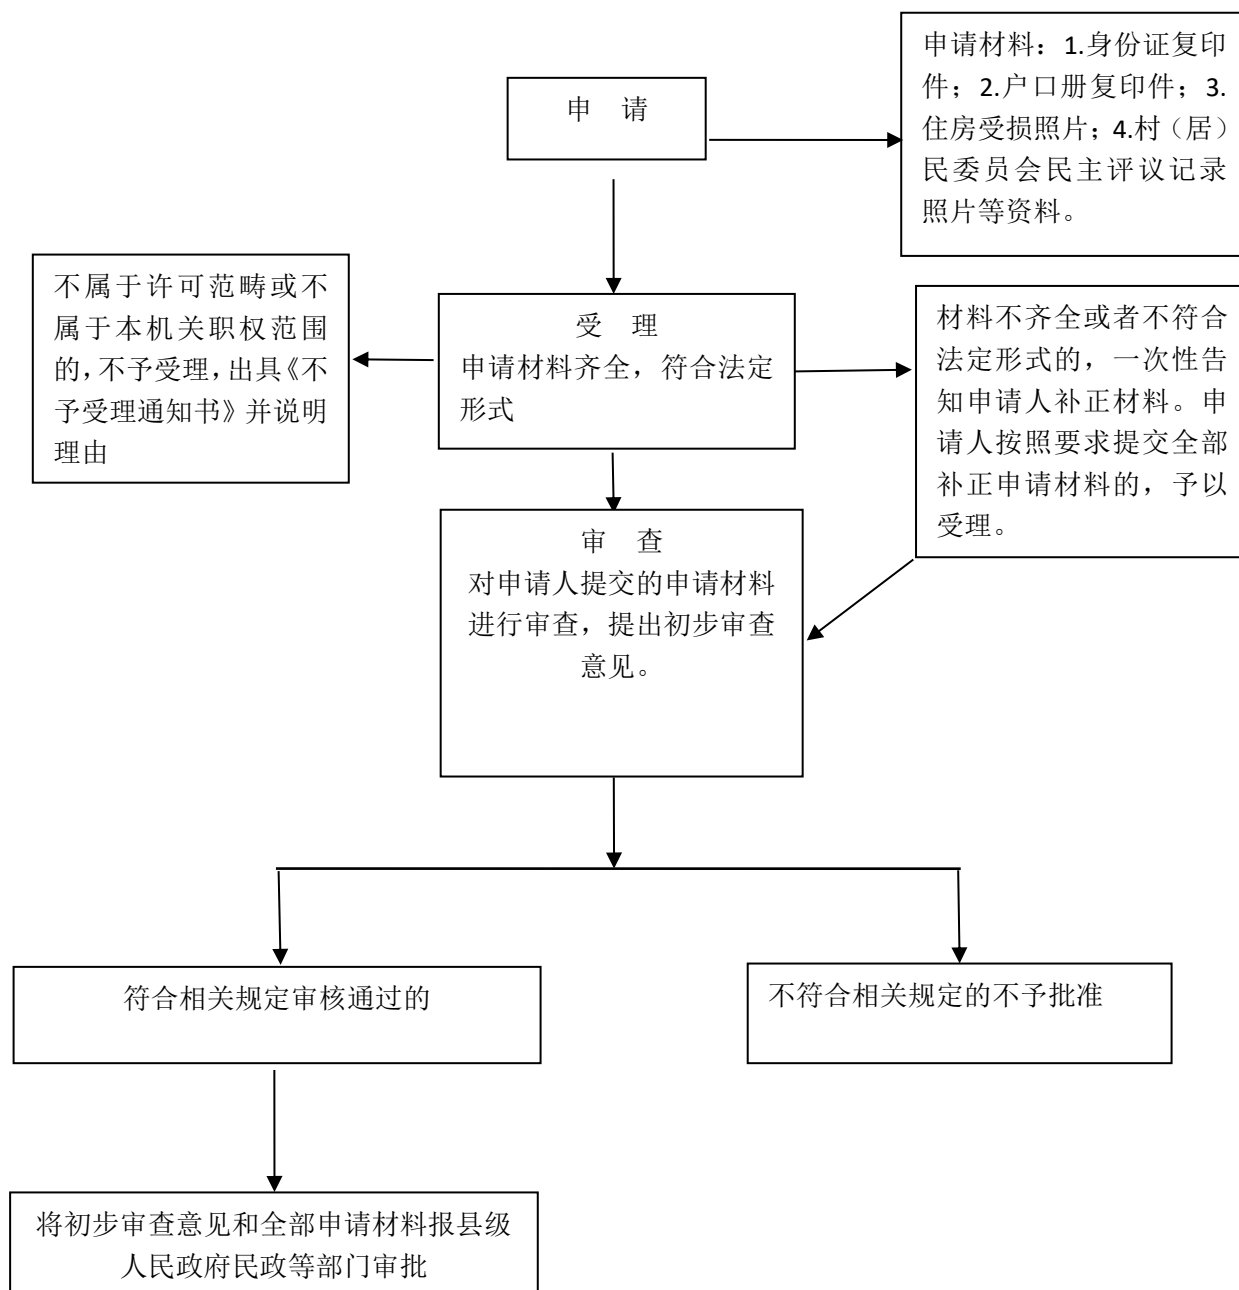 申 请
申请材料：1.身份证复印
件；2.户口册复印件；3.
住房受损照片；4.村（居）
民委员会民主评议记录
照片等资料。
不属于许可范畴或不
属于本机关职权范围
的，不予受理，出具《不
予受理通知书》并说明
理由
受 理
申请材料齐全，符合法定
形式
材料不齐全或者不符合
法定形式的，一次性告
知申请人补正材料。申
请人按照要求提交全部
补正申请材料的，予以
受理。
审 查
对申请人提交的申请材料
进行审查，提出初步审查
意见。
符合相关规定审核通过的
不符合相关规定的不予批准
将初步审查意见和全部申请材料报县级
人民政府民政等部门审批